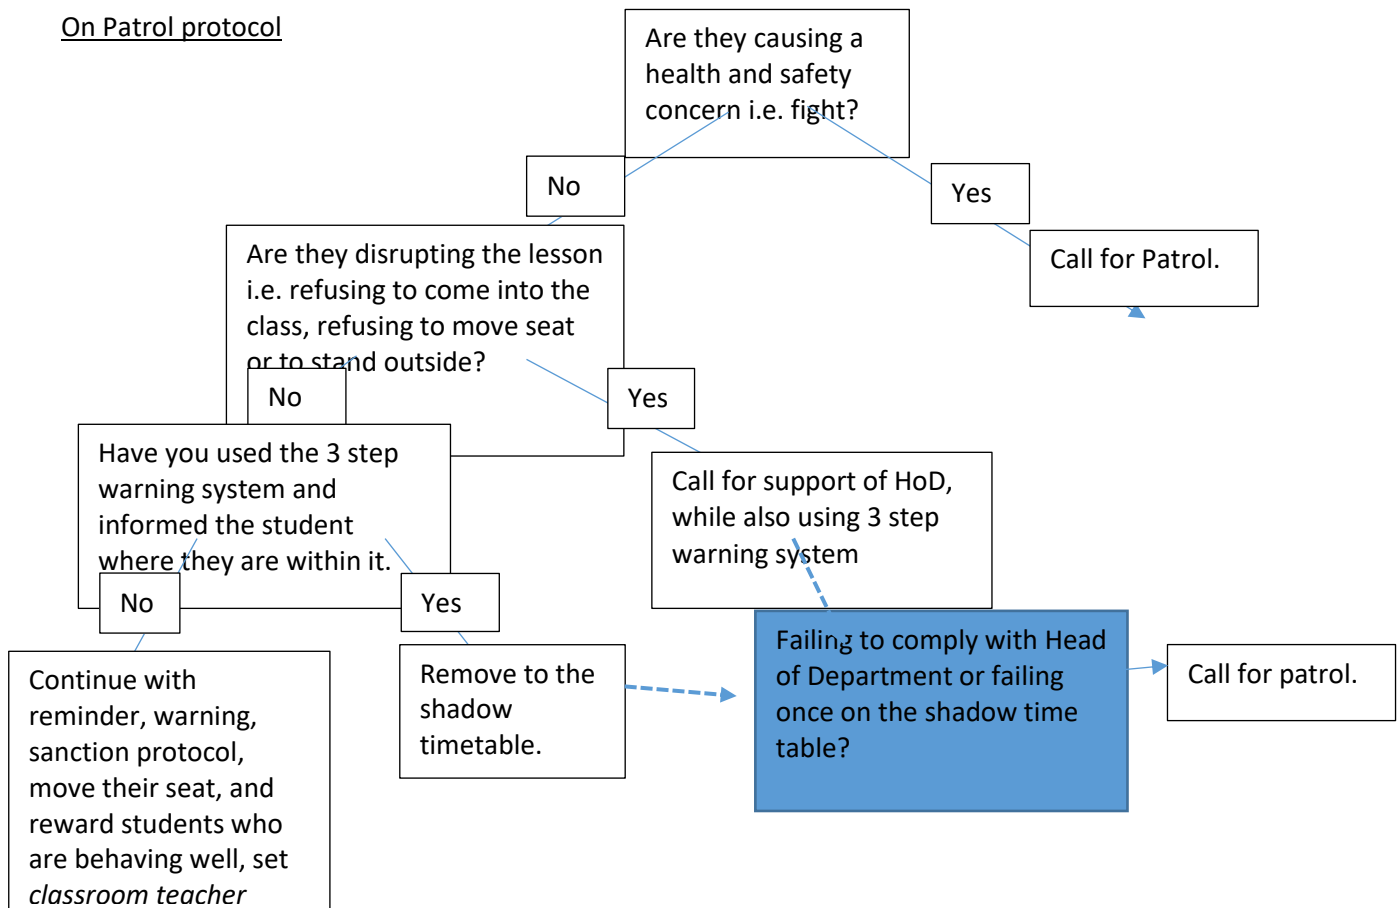 On Patrol protocol
Are they causing a
health and safety
concern i.e. fight?
No
Yes
Call for Patrol.
Are they disrupting the lesson
i.e. refusing to come into the
class, refusing to move seat
or to stand outside?
No
Yes
Have you used the 3 step
warning system and
informed the student
where they are within it.
Call for support of HoD,
while also using 3 step
warning system
No
Yes
Continue with
reminder, warning,
sanction protocol,
move their seat, and
reward students who
are behaving well, set
classroom teacher
Remove to the
shadow
timetable.
Failing to comply with Head
of Department or failing
once on the shadow time
table?
Call for patrol.